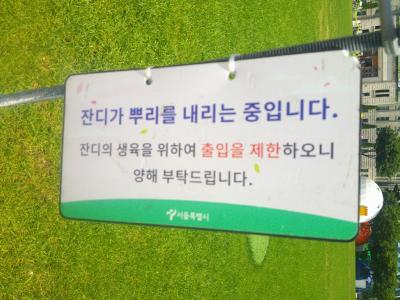 잔디가 뿌리를 내리는 중입니다.
잔디의 생육을 위하여 출입을 제한하오니
양해 부탁드립니다.
서울특별시